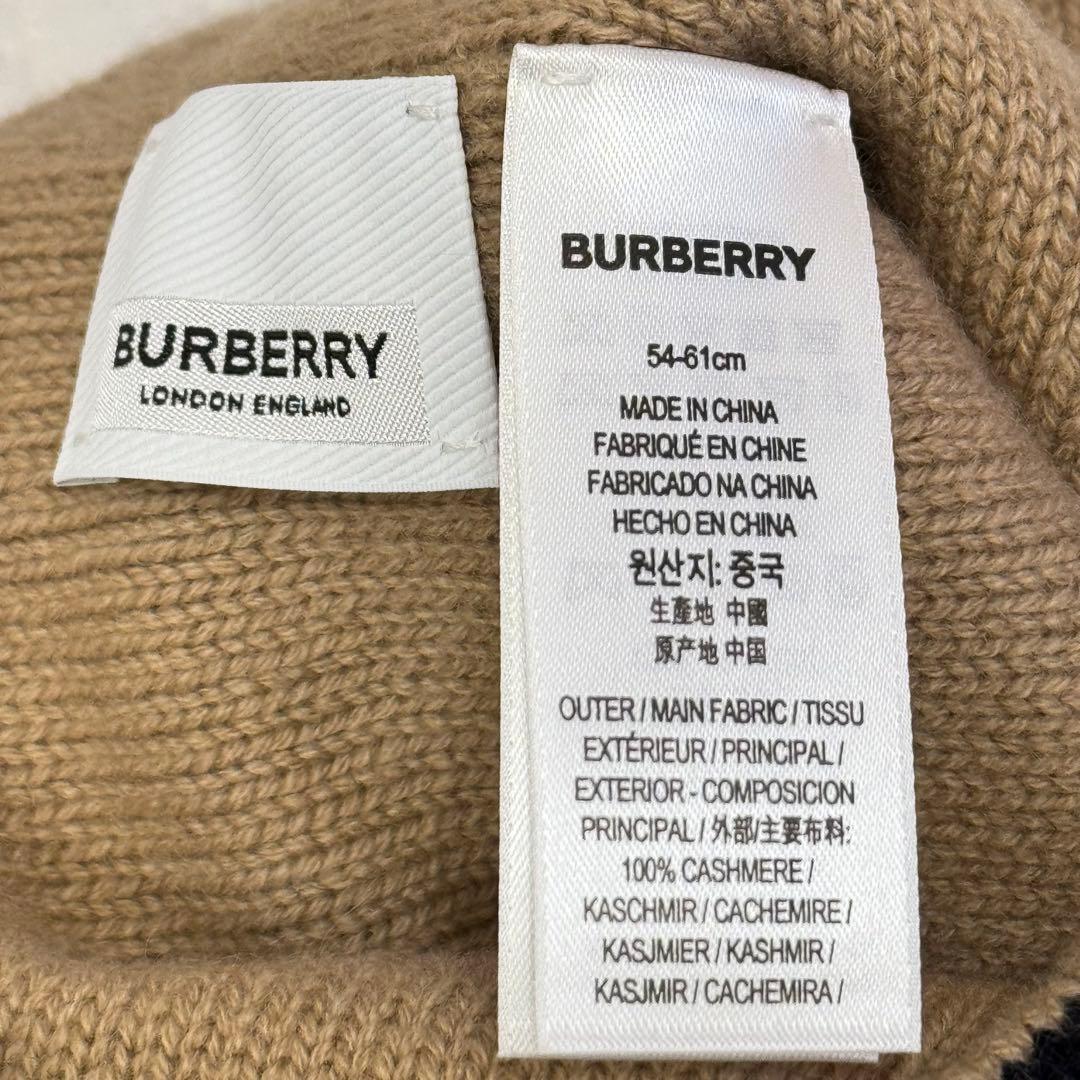 BURBERRY
LONDON ENGLAND
BURBERRY
54-61cm
MADE IN CHINA
FABRIQUÉ EN CHINE
FABRICADO NA CHINA
HECHO EN CHINA
원산지: 중국
生產地 中國
原产地 中国
OUTER / MAIN FABRIC / TISSU
EXTÉRIEUR / PRINCIPAL /
EXTERIOR - COMPOSICION
PRINCIPAL / 外部/主要布料:
100% CASHMERE /
KASCHMIR / CACHEMIRE /
KASJMIER / KASHMIR /
KASJMIR / CACHEMIRA /